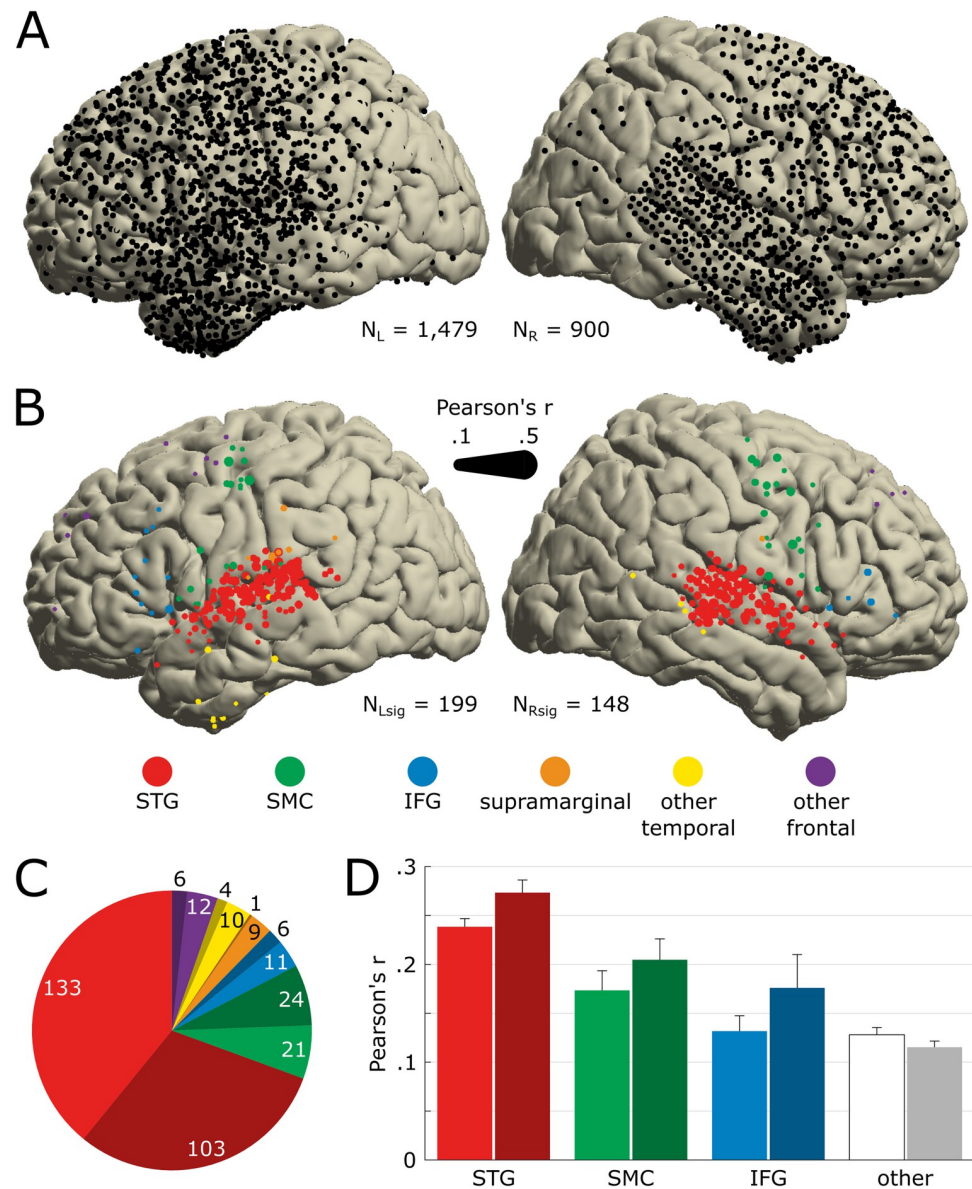 A
N_L = 1,479 N_R = 900
B
Pearson's r
.1 .5
N_Lsig = 199 N_Rsig = 148
STG SMC IFG supramarginal other temporal other frontal
C
6
12
4
10
1
9
6
11
24
21
103
133
D
Pearson's r
.3
.2
.1
0
STG SMC IFG other